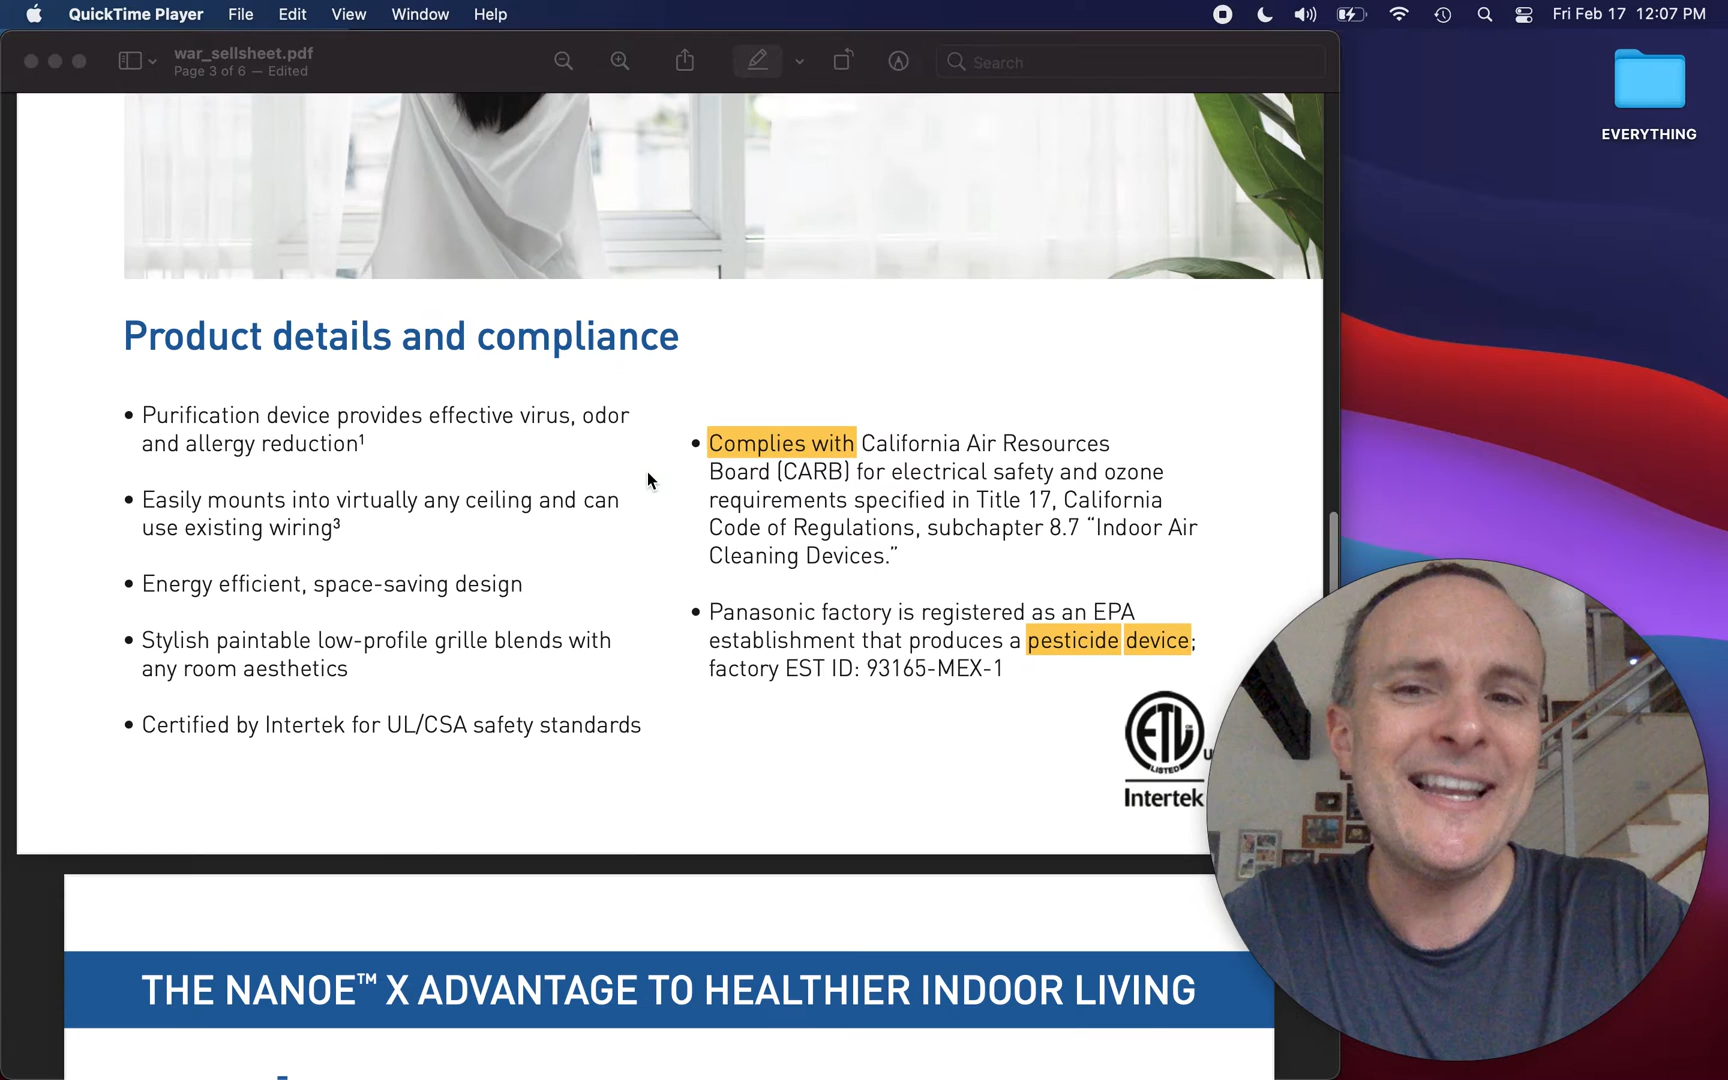 QuickTime Player File Edit View Window Help
Fri Feb 17 12:07 PM
war_sellsheet.pdf
Page 3 of 6 — Edited
Search
EVERYTHING
Product details and compliance
• Purification device provides effective virus, odor
and allergy reduction¹
• Easily mounts into virtually any ceiling and can
use existing wiring³
• Energy efficient, space-saving design
• Stylish paintable low-profile grille blends with
any room aesthetics
• Certified by Intertek for UL/CSA safety standards
• Complies with California Air Resources
Board (CARB) for electrical safety and ozone
requirements specified in Title 17, California
Code of Regulations, subchapter 8.7 “Indoor Air
Cleaning Devices.”
• Panasonic factory is registered as an EPA
establishment that produces a pesticide device;
factory EST ID: 93165-MEX-1
ETL
LISTED
Intertek
THE NANOE™ X ADVANTAGE TO HEALTHIER INDOOR LIVING